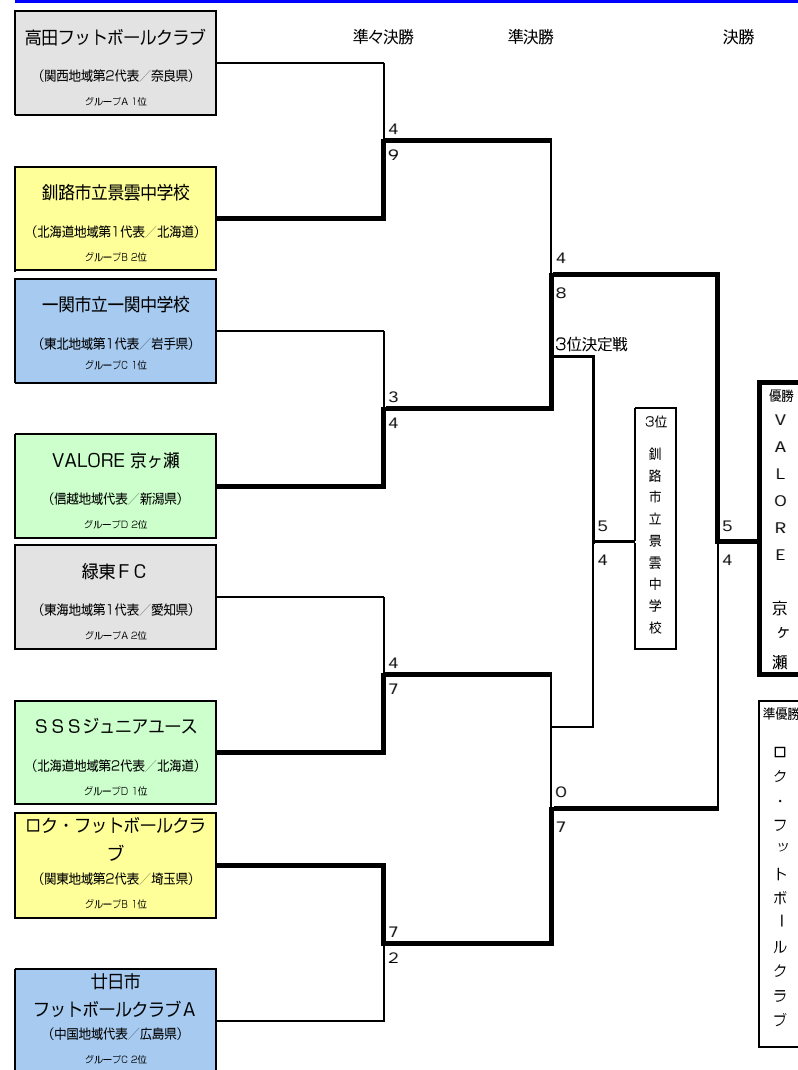 準々決勝
準決勝
決勝
高田フットボールクラブ
（関西地域第2代表／奈良県）
グループA 1位
4
9
釧路市立景雲中学校
（北海道地域第1代表／北海道）
グループB 2位
4
8
一関市立一関中学校
（東北地域第1代表／岩手県）
グループC 1位
3
4
VALORE 京ヶ瀬
（信越地域代表／新潟県）
グループD 2位
3位決定戦
3位
釧路市立景雲中学校
5
4
5
4
優勝
VALORE 京ヶ瀬
緑東ＦＣ
（東海地域第1代表／愛知県）
グループA 2位
4
7
ＳＳＳジュニアユース
（北海道地域第2代表／北海道）
グループD 1位
0
7
準優勝
ロク・フットボールクラブ
ロク・フットボールクラ
ブ
（関東地域第2代表／埼玉県）
グループB 1位
7
2
廿日市
フットボールクラブＡ
（中国地域代表／広島県）
グループC 2位